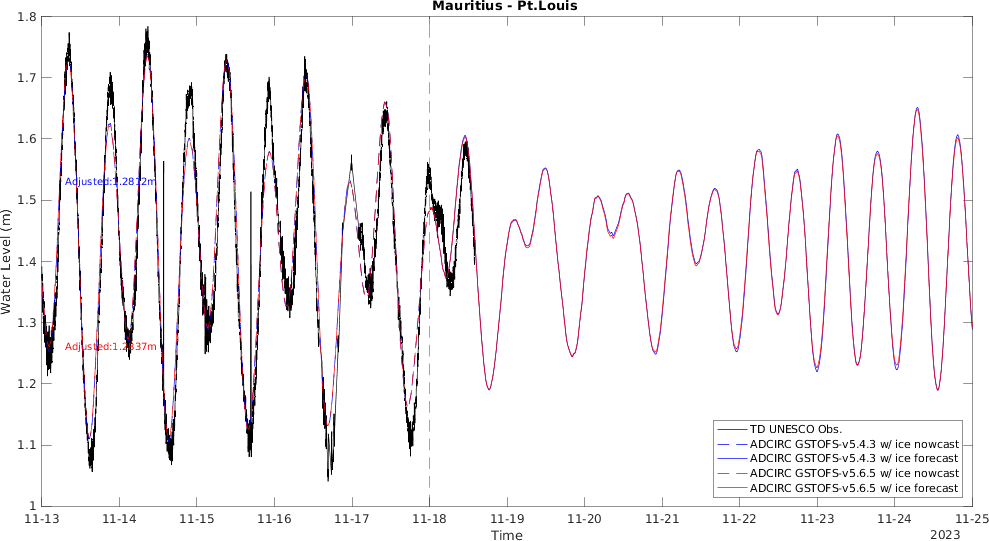 Mauritius - Pt.Louis
Water Level (m)
1.8
1.7
1.6
1.5
1.4
1.3
1.2
1.1
1
Adjusted:1.2812m
Adjusted:1.2837m
TD UNESCO Obs.
ADCIRC GSTOFS-v5.4.3 w/ ice nowcast
ADCIRC GSTOFS-v5.4.3 w/ ice forecast
ADCIRC GSTOFS-v5.6.5 w/ ice nowcast
ADCIRC GSTOFS-v5.6.5 w/ ice forecast
11-13 11-14 11-15 11-16 11-17 11-18 11-19 11-20 11-21 11-22 11-23 11-24 11-25
Time
2023